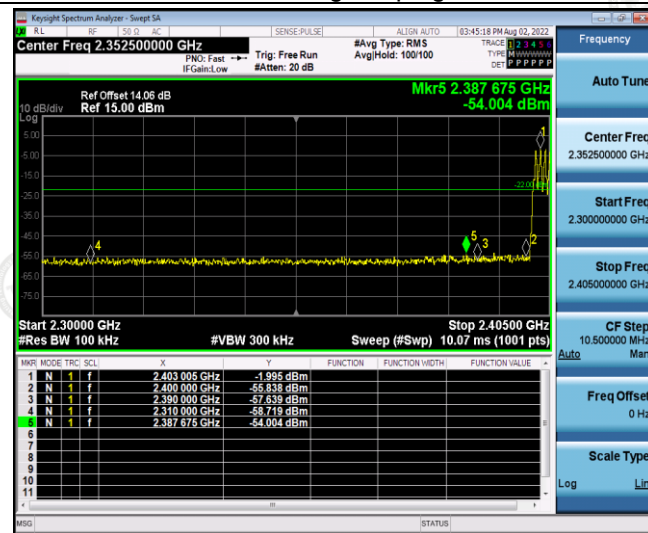 Keysight Spectrum Analyzer - Swept SA
RL RF 50 Ω AC SENSE:PULSE ALIGN AUTO 03:45:18 PM Aug 02, 2022
Center Freq 2.352500000 GHz
PNO: Fast
IFGain:Low
Trig: Free Run
#Atten: 20 dB
#Avg Type: RMS
Avg|Hold: 100/100
TRACE 1 2 3 4 5 6
TYPE M W W W W W
DET P P P P P P
Frequency
Auto Tune
Center Freq
2.352500000 GHz
Start Freq
2.300000000 GHz
Stop Freq
2.405000000 GHz
CF Step
10.500000 MHz
Auto Man
Freq Offset
0 Hz
Scale Type
Log Lin
Ref Offset 14.06 dB
10 dB/div Ref 15.00 dBm
Log
Mkr5 2.387 675 GHz
-54.004 dBm
5.00
-5.00
-15.0
-25.0
-35.0
-45.0
-55.0
-65.0
-75.0
1
-22.00 dBm
4
5
3
2
Start 2.30000 GHz Stop 2.40500 GHz
#Res BW 100 kHz #VBW 300 kHz Sweep (#Swp) 10.07 ms (1001 pts)
MKR MODE TRC SCL X Y FUNCTION FUNCTION WIDTH FUNCTION VALUE
1 N 1 f 2.403 005 GHz -1.995 dBm
2 N 1 f 2.400 000 GHz -55.838 dBm
3 N 1 f 2.390 000 GHz -57.639 dBm
4 N 1 f 2.310 000 GHz -58.719 dBm
5 N 1 f 2.387 675 GHz -54.004 dBm
6
7
8
9
10
11
MSG STATUS